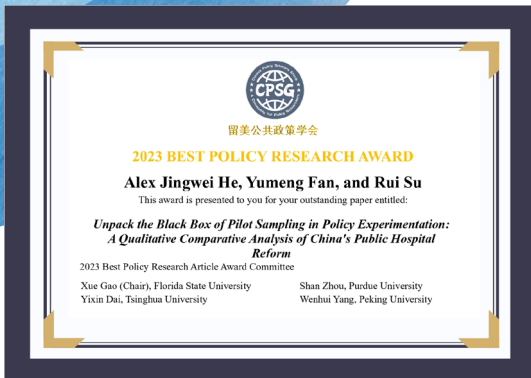 CPSG
留美公共政策学会
2023 BEST POLICY RESEARCH AWARD
Alex Jingwei He, Yumeng Fan, and Rui Su
This award is presented to you for your outstanding paper entitled:
Unpack the Black Box of Pilot Sampling in Policy Experimentation:
A Qualitative Comparative Analysis of China's Public Hospital
Reform
2023 Best Policy Research Article Award Committee
Xue Gao (Chair), Florida State University
Yixin Dai, Tsinghua University
Shan Zhou, Purdue University
Wenhui Yang, Peking University